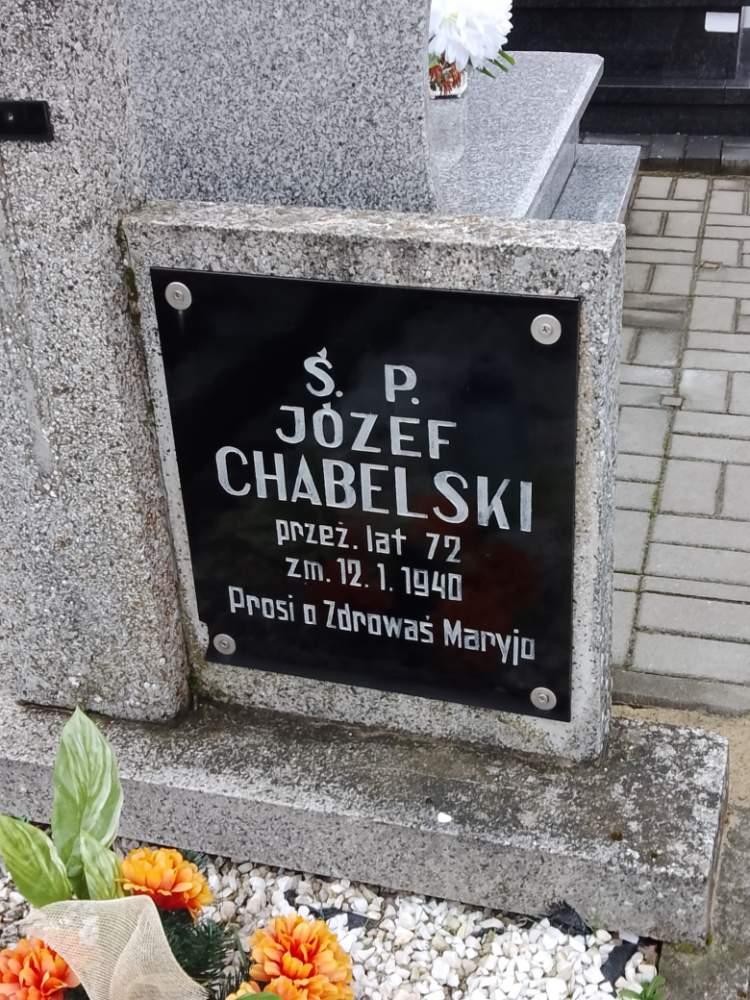 Ś. P.
JÓZEF
CHABELSKI
przeż. lat 72
zm. 12. 1. 1940
Prosi o Zdrowaś Maryjo